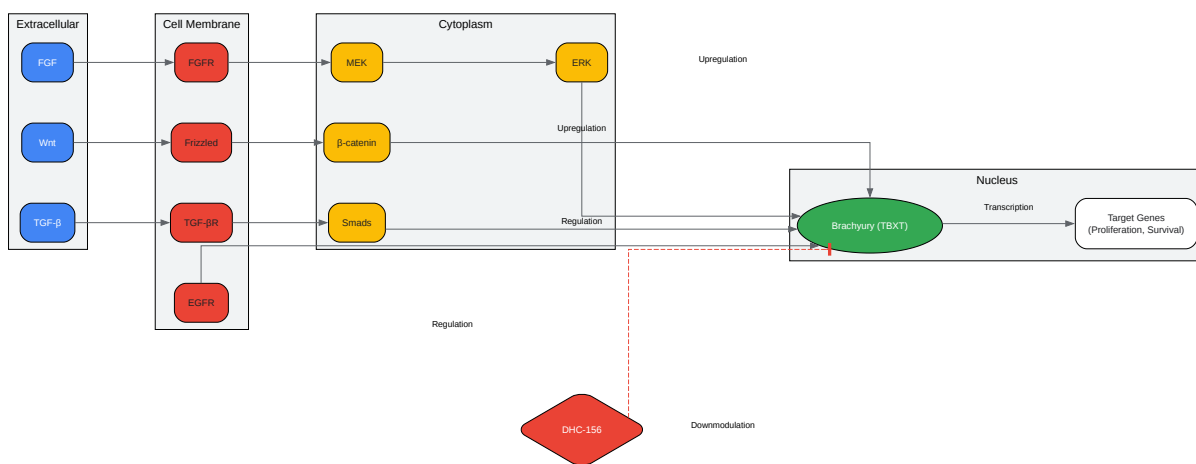 Extracellular
Cell Membrane
Cytoplasm
FGF
FGFR
MEK
ERK
Upregulation
Wnt
Frizzled
β-catenin
Upregulation
Nucleus
TGF-β
TGF-βR
Smads
Regulation
Brachyury (TBXT)
Transcription
Target Genes
(Proliferation, Survival)
EGFR
Regulation
DHC-156
Downmodulation